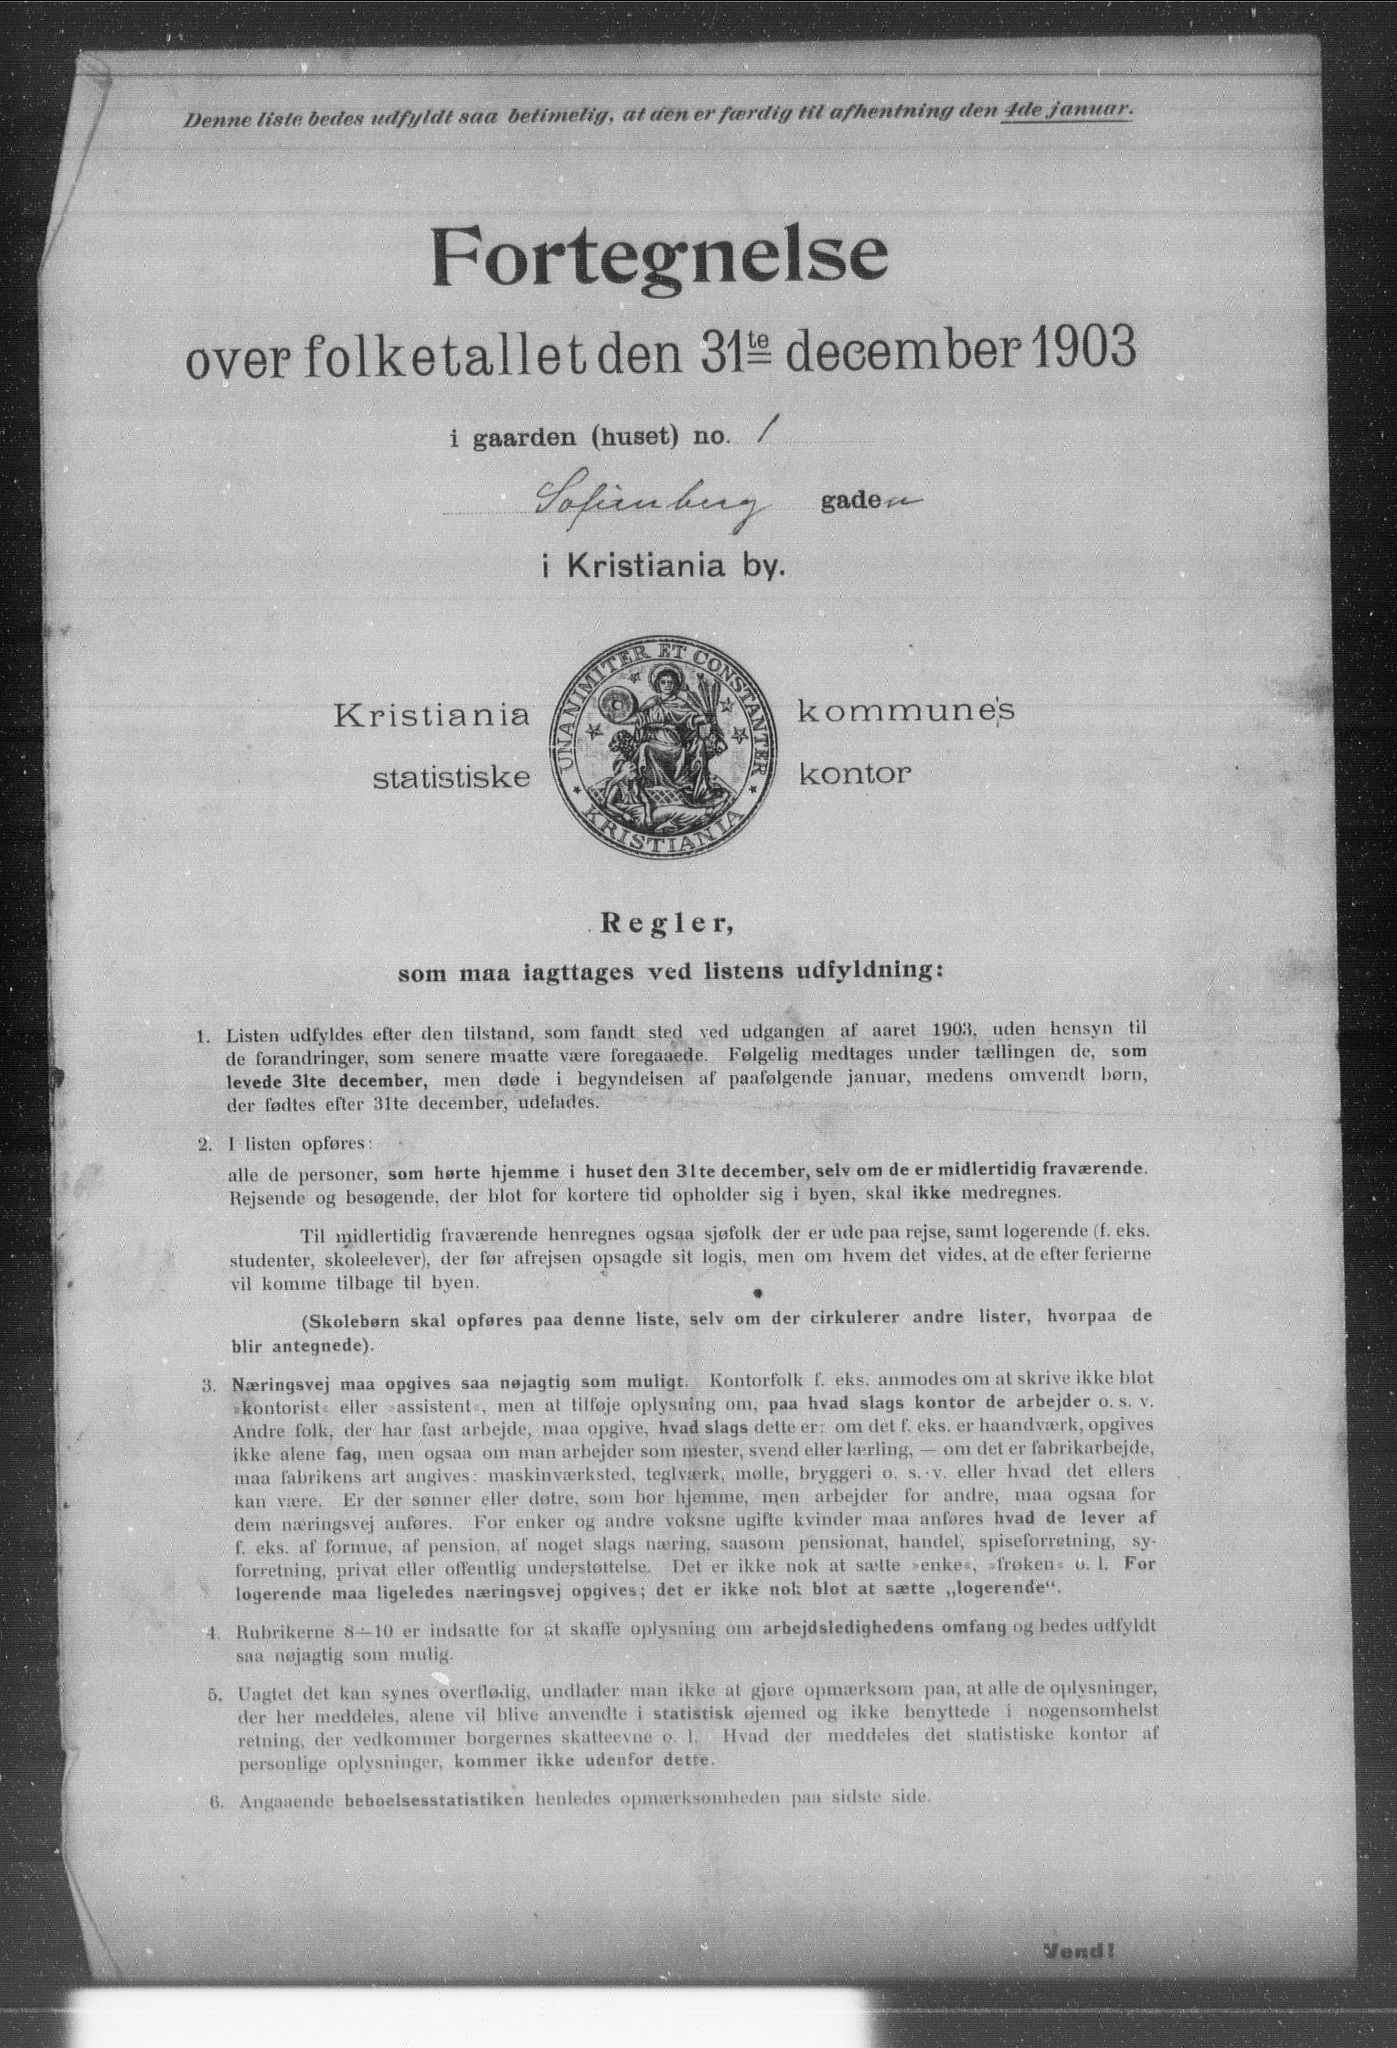 Denne liste bedes udfyldt saa betimelig, at den er færdig til afhentning den 4de januar.
Fortegnelse
over folketallet den 31te december 1903
i gaarden (huset) no. 1
Sofienberg gaden
i Kristiania by.
Kristiania kommunes
statistiske kontor
UNANIMITER ET CONSTANTER
KRISTIANIA
Regler,
som maa iagttages ved listens udfyldning:
1. Listen udfyldes efter den tilstand, som fandt sted ved udgangen af aaret 1903, uden hensyn til
de forandringer, som senere maatte være foregaaede. Følgelig medtages under tællingen de, som
levede 31te december, men døde i begyndelsen af paafølgende januar, medens omvendt børn,
der fødtes efter 31te december, udelades.
2. I listen opføres:
alle de personer, som hørte hjemme i huset den 31te december, selv om de er midlertidig fraværende.
Rejsende og besøgende, der blot for kortere tid opholder sig i byen, skal ikke medregnes.
Til midlertidig fraværende henregnes ogsaa sjøfolk der er ude paa rejse, samt logerende (f. eks.
studenter, skoleelever), der før afrejsen opsagde sit logis, men om hvem det vides, at de efter ferierne
vil komme tilbage til byen.
(Skolebørn skal opføres paa denne liste, selv om der cirkulerer andre lister, hvorpaa de
blir antegnede).
3. Næringsvej maa opgives saa nøjagtig som muligt. Kontorfolk f. eks. anmodes om at skrive ikke blot
»kontorist« eller »assistent«, men at tilføje oplysning om, paa hvad slags kontor de arbejder o. s. v.
Andre folk, der har fast arbejde, maa opgive, hvad slags dette er: om det f. eks. er haandværk, opgives
ikke alene fag, men ogsaa om man arbejder som mester, svend eller lærling, — om det er fabrikarbejde,
maa fabrikens art angives: maskinværksted, teglværk, mølle, bryggeri o. s. v. eller hvad det ellers
kan være. Er der sønner eller døtre, som bor hjemme, men arbejder for andre, maa ogsaa for
dem næringsvej anføres. For enker og andre voksne ugifte kvinder maa anføres hvad de lever af
f. eks. af formue, af pension, af noget slags næring, saasom pensionat, handel, spiseforretning, sy-
forretning, privat eller offentlig understøttelse. Det er ikke nok at sætte »enke«, »frøken« o. l. For
logerende maa ligeledes næringsvej opgives; det er ikke nok blot at sætte „logerende“.
4. Rubrikerne 8—10 er indsatte for at skaffe oplysning om arbejdsledighedens omfang og bedes udfyldt
saa nøjagtig som mulig.
5. Uagtet det kan synes overflødig, undlader man ikke at gjøre opmærksom paa, at alle de oplysninger,
der her meddeles, alene vil blive anvendte i statistisk øjemed og ikke benyttede i nogensomhelst
retning, der vedkommer borgernes skatteevne o. l. Hvad der meddeles det statistiske kontor af
personlige oplysninger, kommer ikke udenfor dette.
6. Angaaende beboelsesstatistiken henledes opmærksomheden paa sidste side.
Vend!